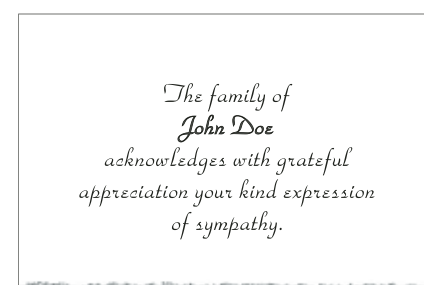 The family of
John Doe
acknowledges with grateful
appreciation your kind expression
of sympathy.